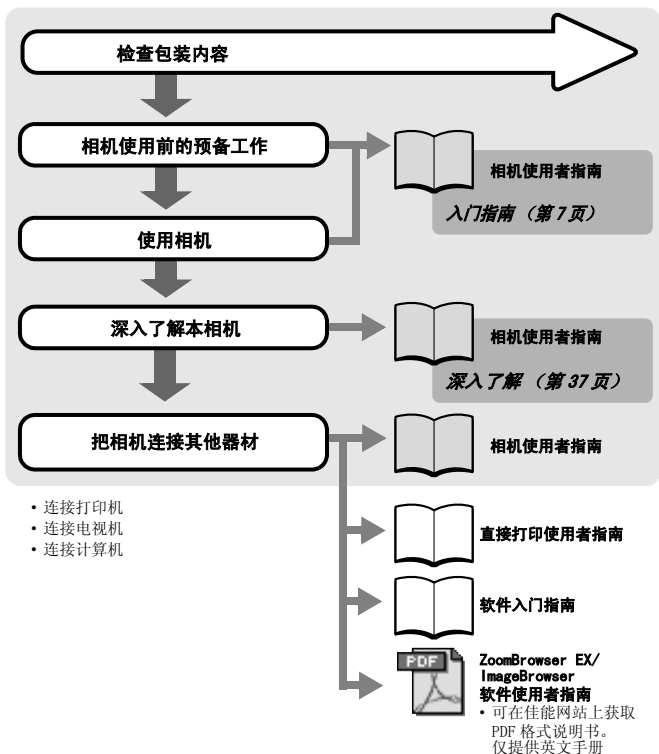 检查包装内容
相机使用前的预备工作
相机使用者指南
入门指南（第7页）
使用相机
深入了解本相机
相机使用者指南
深入了解（第37页）
把相机连接其他器材
相机使用者指南
• 连接打印机
• 连接电视机
• 连接计算机
直接打印使用者指南
软件入门指南
PDF
ZoomBrowser EX/
ImageBrowser
软件使用者指南
• 可在佳能网站上获取
PDF 格式说明书。
仅提供英文手册